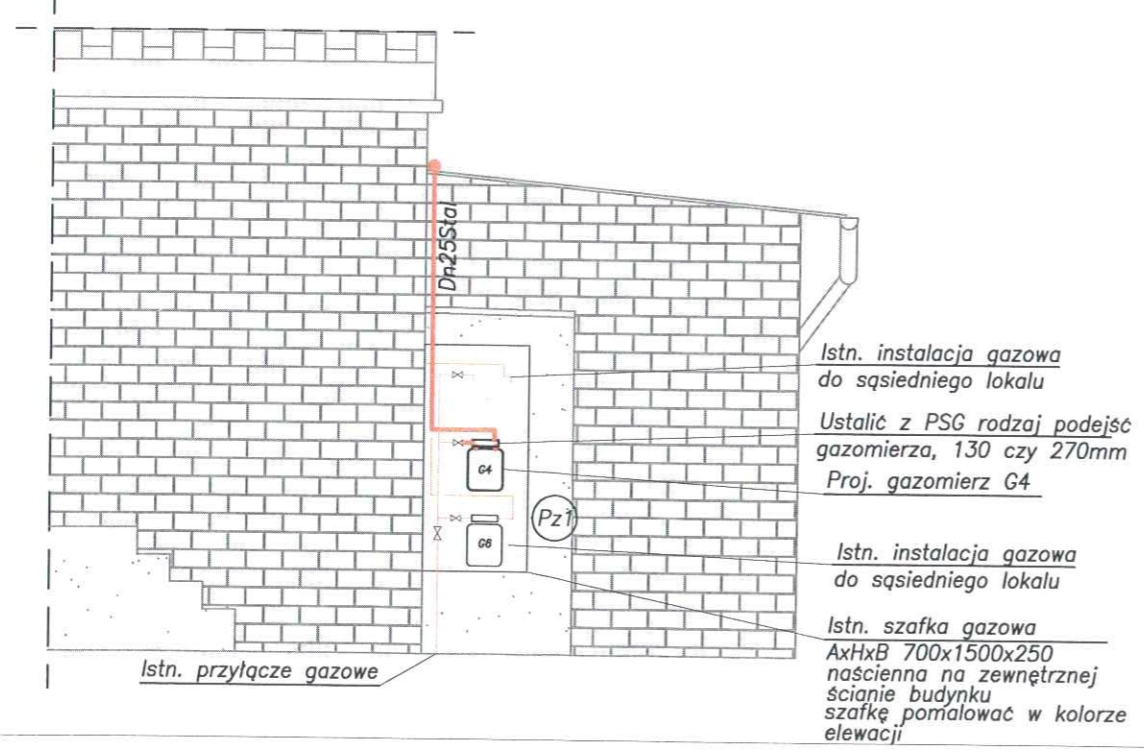 Dn25Stal
Istn. instalacja gazowa
do sąsiedniego lokalu
Ustalić z PSG rodzaj podejść
gazomierza, 130 czy 270mm
G4
Proj. gazomierz G4
Pz1
G6
Istn. instalacja gazowa
do sąsiedniego lokalu
Istn. szafka gazowa
AxHxB 700x1500x250
naścienna na zewnętrznej
ścianie budynku
szafkę pomalować w kolorze
elewacji
Istn. przyłącze gazowe